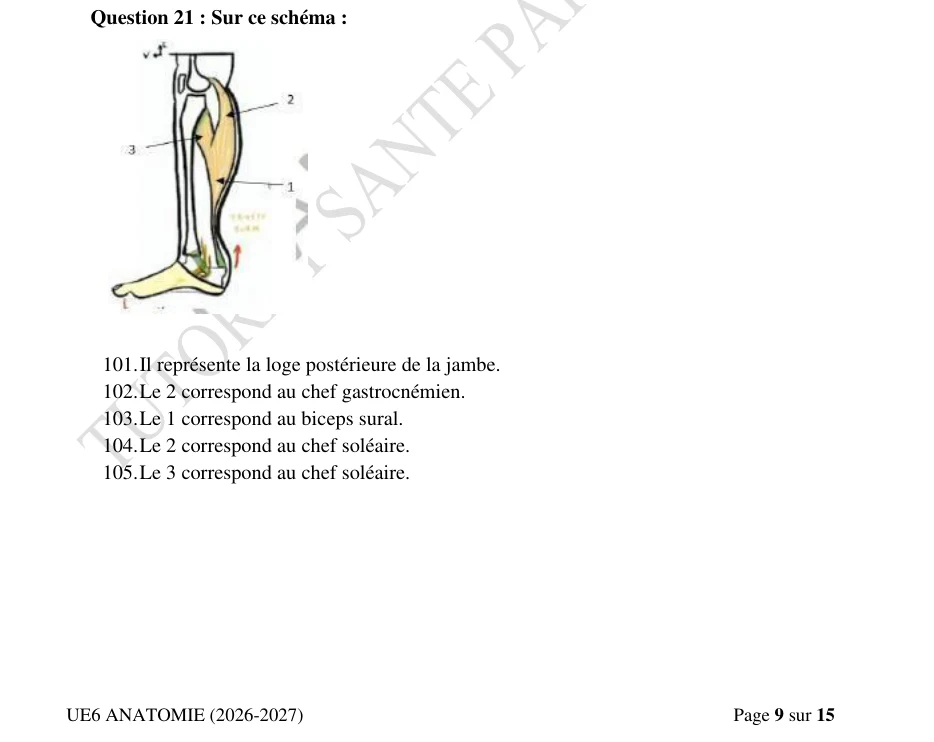 Question 21 : Sur ce schéma :
2
3
1
101.Il représente la loge postérieure de la jambe.
102.Le 2 correspond au chef gastrocnémien.
103.Le 1 correspond au biceps sural.
104.Le 2 correspond au chef soléaire.
105.Le 3 correspond au chef soléaire.
UE6 ANATOMIE (2026-2027)
Page 9 sur 15